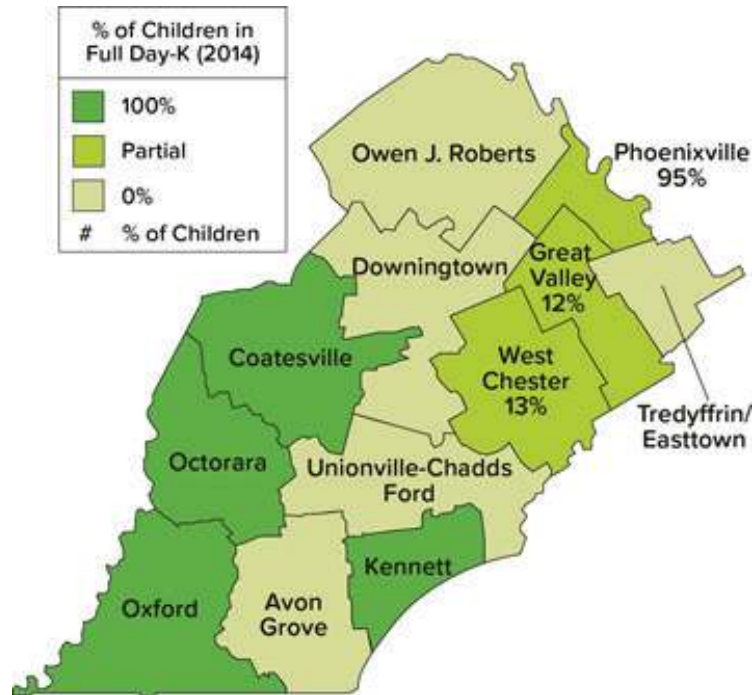 % of Children in
Full Day-K (2014)
100%
Partial
0%
# % of Children
Owen J. Roberts
Phoenixville
95%
Downingtown
Great
Valley
12%
Coatesville
West
Chester
13%
Tredyffrin/
Easttown
Octorara
Unionville-Chadds
Ford
Kennett
Oxford
Avon
Grove